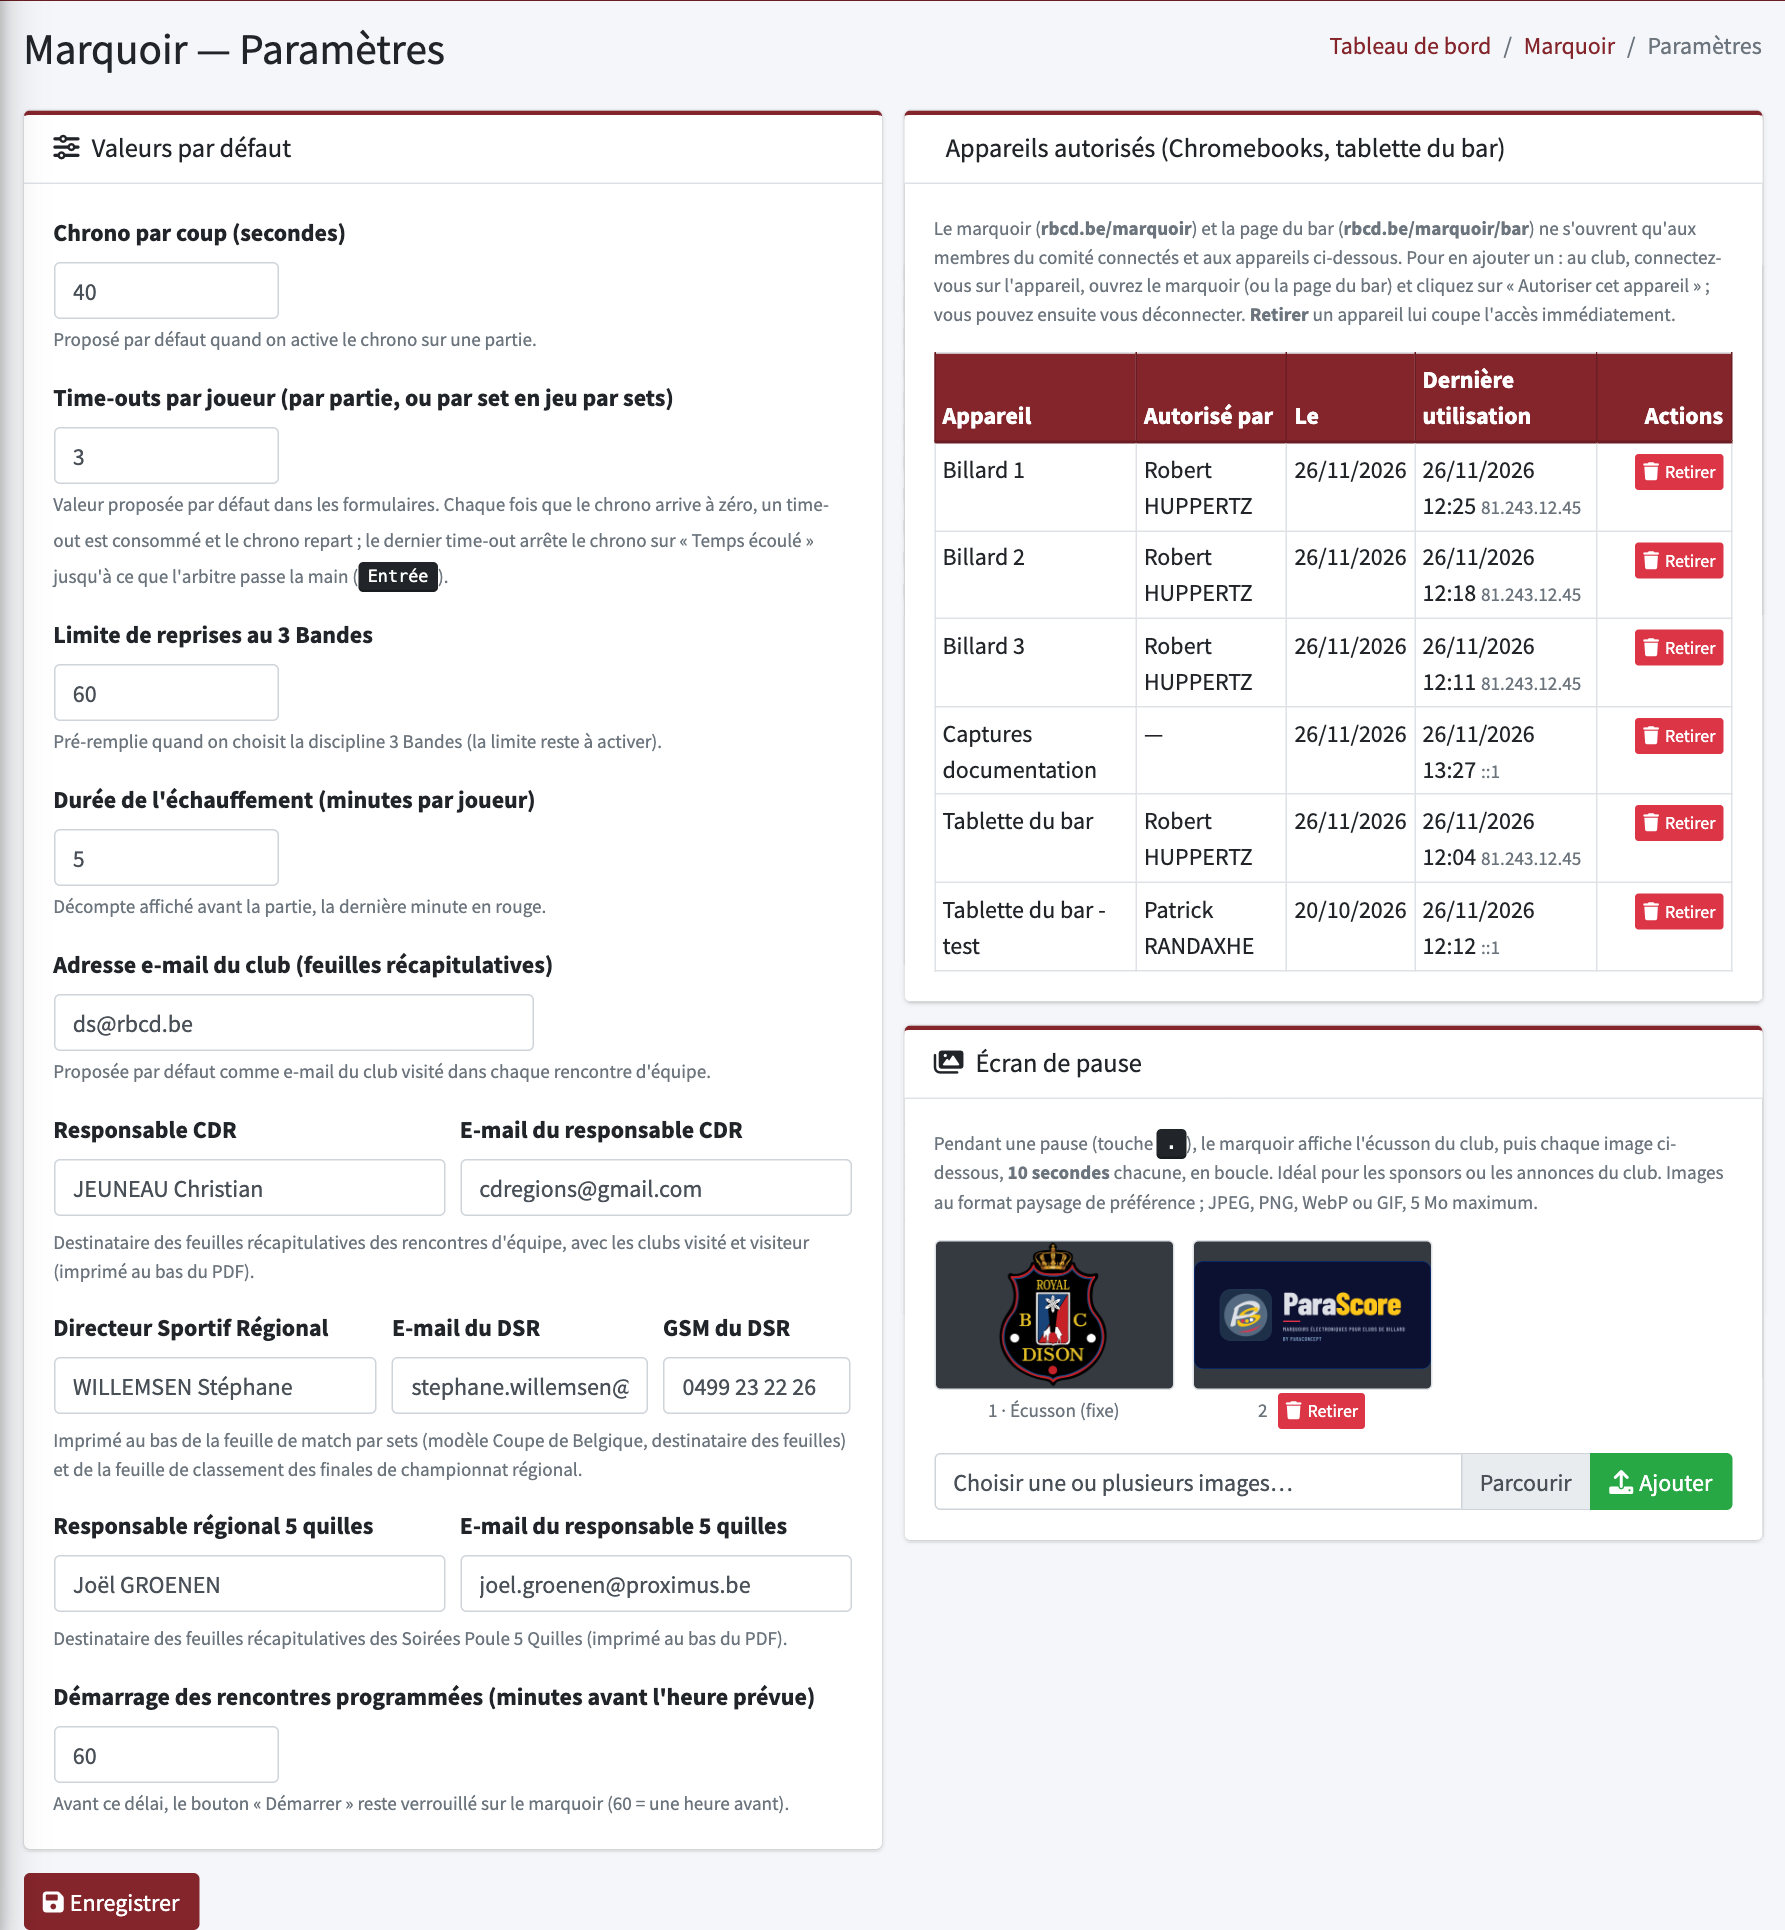 Marquoir — Paramètres
Tableau de bord / Marquoir / Paramètres
Valeurs par défaut
Chrono par coup (secondes)
40
Proposé par défaut quand on active le chrono sur une partie.
Time-outs par joueur (par partie, ou par set en jeu par sets)
3
Valeur proposée par défaut dans les formulaires. Chaque fois que le chrono arrive à zéro, un time-
out est consommé et le chrono repart ; le dernier time-out arrête le chrono sur « Temps écoulé »
jusqu'à ce que l'arbitre passe la main (Entrée).
Limite de reprises au 3 Bandes
60
Pré-remplie quand on choisit la discipline 3 Bandes (la limite reste à activer).
Durée de l'échauffement (minutes par joueur)
5
Décompte affiché avant la partie, la dernière minute en rouge.
Adresse e-mail du club (feuilles récapitulatives)
ds@rbcd.be
Proposée par défaut comme e-mail du club visité dans chaque rencontre d'équipe.
Responsable CDR E-mail du responsable CDR
JEUNEAU Christian cdregions@gmail.com
Destinataire des feuilles récapitulatives des rencontres d'équipe, avec les clubs visité et visiteur
(imprimé au bas du PDF).
Directeur Sportif Régional E-mail du DSR GSM du DSR
WILLEMSEN Stéphane stephane.willemsen@ 0499 23 22 26
Imprimé au bas de la feuille de match par sets (modèle Coupe de Belgique, destinataire des feuilles)
et de la feuille de classement des finales de championnat régional.
Responsable régional 5 quilles E-mail du responsable 5 quilles
Joël GROENEN joel.groenen@proximus.be
Destinataire des feuilles récapitulatives des Soirées Poule 5 Quilles (imprimé au bas du PDF).
Démarrage des rencontres programmées (minutes avant l'heure prévue)
60
Avant ce délai, le bouton « Démarrer » reste verrouillé sur le marquoir (60 = une heure avant).
Enregistrer
Appareils autorisés (Chromebooks, tablette du bar)
Le marquoir (rbcd.be/marquoir) et la page du bar (rbcd.be/marquoir/bar) ne s'ouvrent qu'aux
membres du comité connectés et aux appareils ci-dessous. Pour en ajouter un : au club, connectez-
vous sur l'appareil, ouvrez le marquoir (ou la page du bar) et cliquez sur « Autoriser cet appareil » ;
vous pouvez ensuite vous déconnecter. Retirer un appareil lui coupe l'accès immédiatement.
Appareil Autorisé par Le Dernière utilisation Actions
Billard 1 Robert HUPPERTZ 26/11/2026 26/11/2026 12:25 81.243.12.45 Retirer
Billard 2 Robert HUPPERTZ 26/11/2026 26/11/2026 12:18 81.243.12.45 Retirer
Billard 3 Robert HUPPERTZ 26/11/2026 26/11/2026 12:11 81.243.12.45 Retirer
Captures documentation — 26/11/2026 26/11/2026 13:27 ::1 Retirer
Tablette du bar Robert HUPPERTZ 26/11/2026 26/11/2026 12:04 81.243.12.45 Retirer
Tablette du bar - test Patrick RANDAXHE 20/10/2026 26/11/2026 12:12 ::1 Retirer
Écran de pause
Pendant une pause (touche .), le marquoir affiche l'écusson du club, puis chaque image ci-
dessous, 10 secondes chacune, en boucle. Idéal pour les sponsors ou les annonces du club. Images
au format paysage de préférence ; JPEG, PNG, WebP ou GIF, 5 Mo maximum.
ROYAL
B C
DISON
ParaScore
MARQUOIRS ÉLECTRONIQUES POUR CLUBS DE BILLARD
BY PARACONCEPT
1 · Écusson (fixe)
2 Retirer
Choisir une ou plusieurs images… Parcourir Ajouter